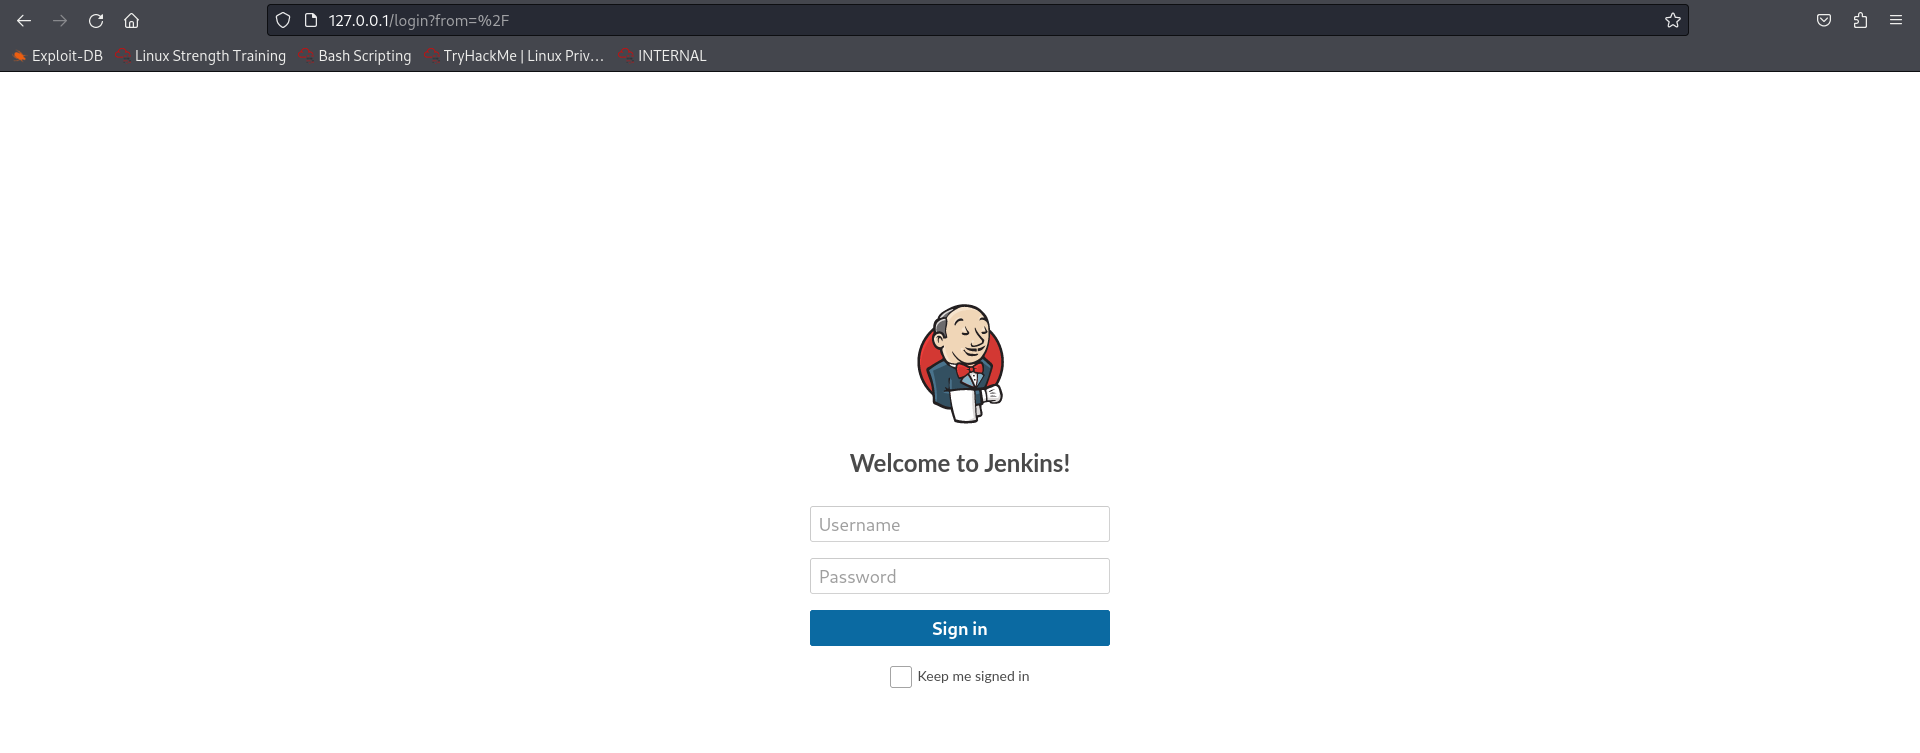 127.0.0.1/login?from=%2F
Exploit-DB Linux Strength Training Bash Scripting TryHackMe | Linux Priv… INTERNAL
Welcome to Jenkins!
Username
Password
Sign in
Keep me signed in